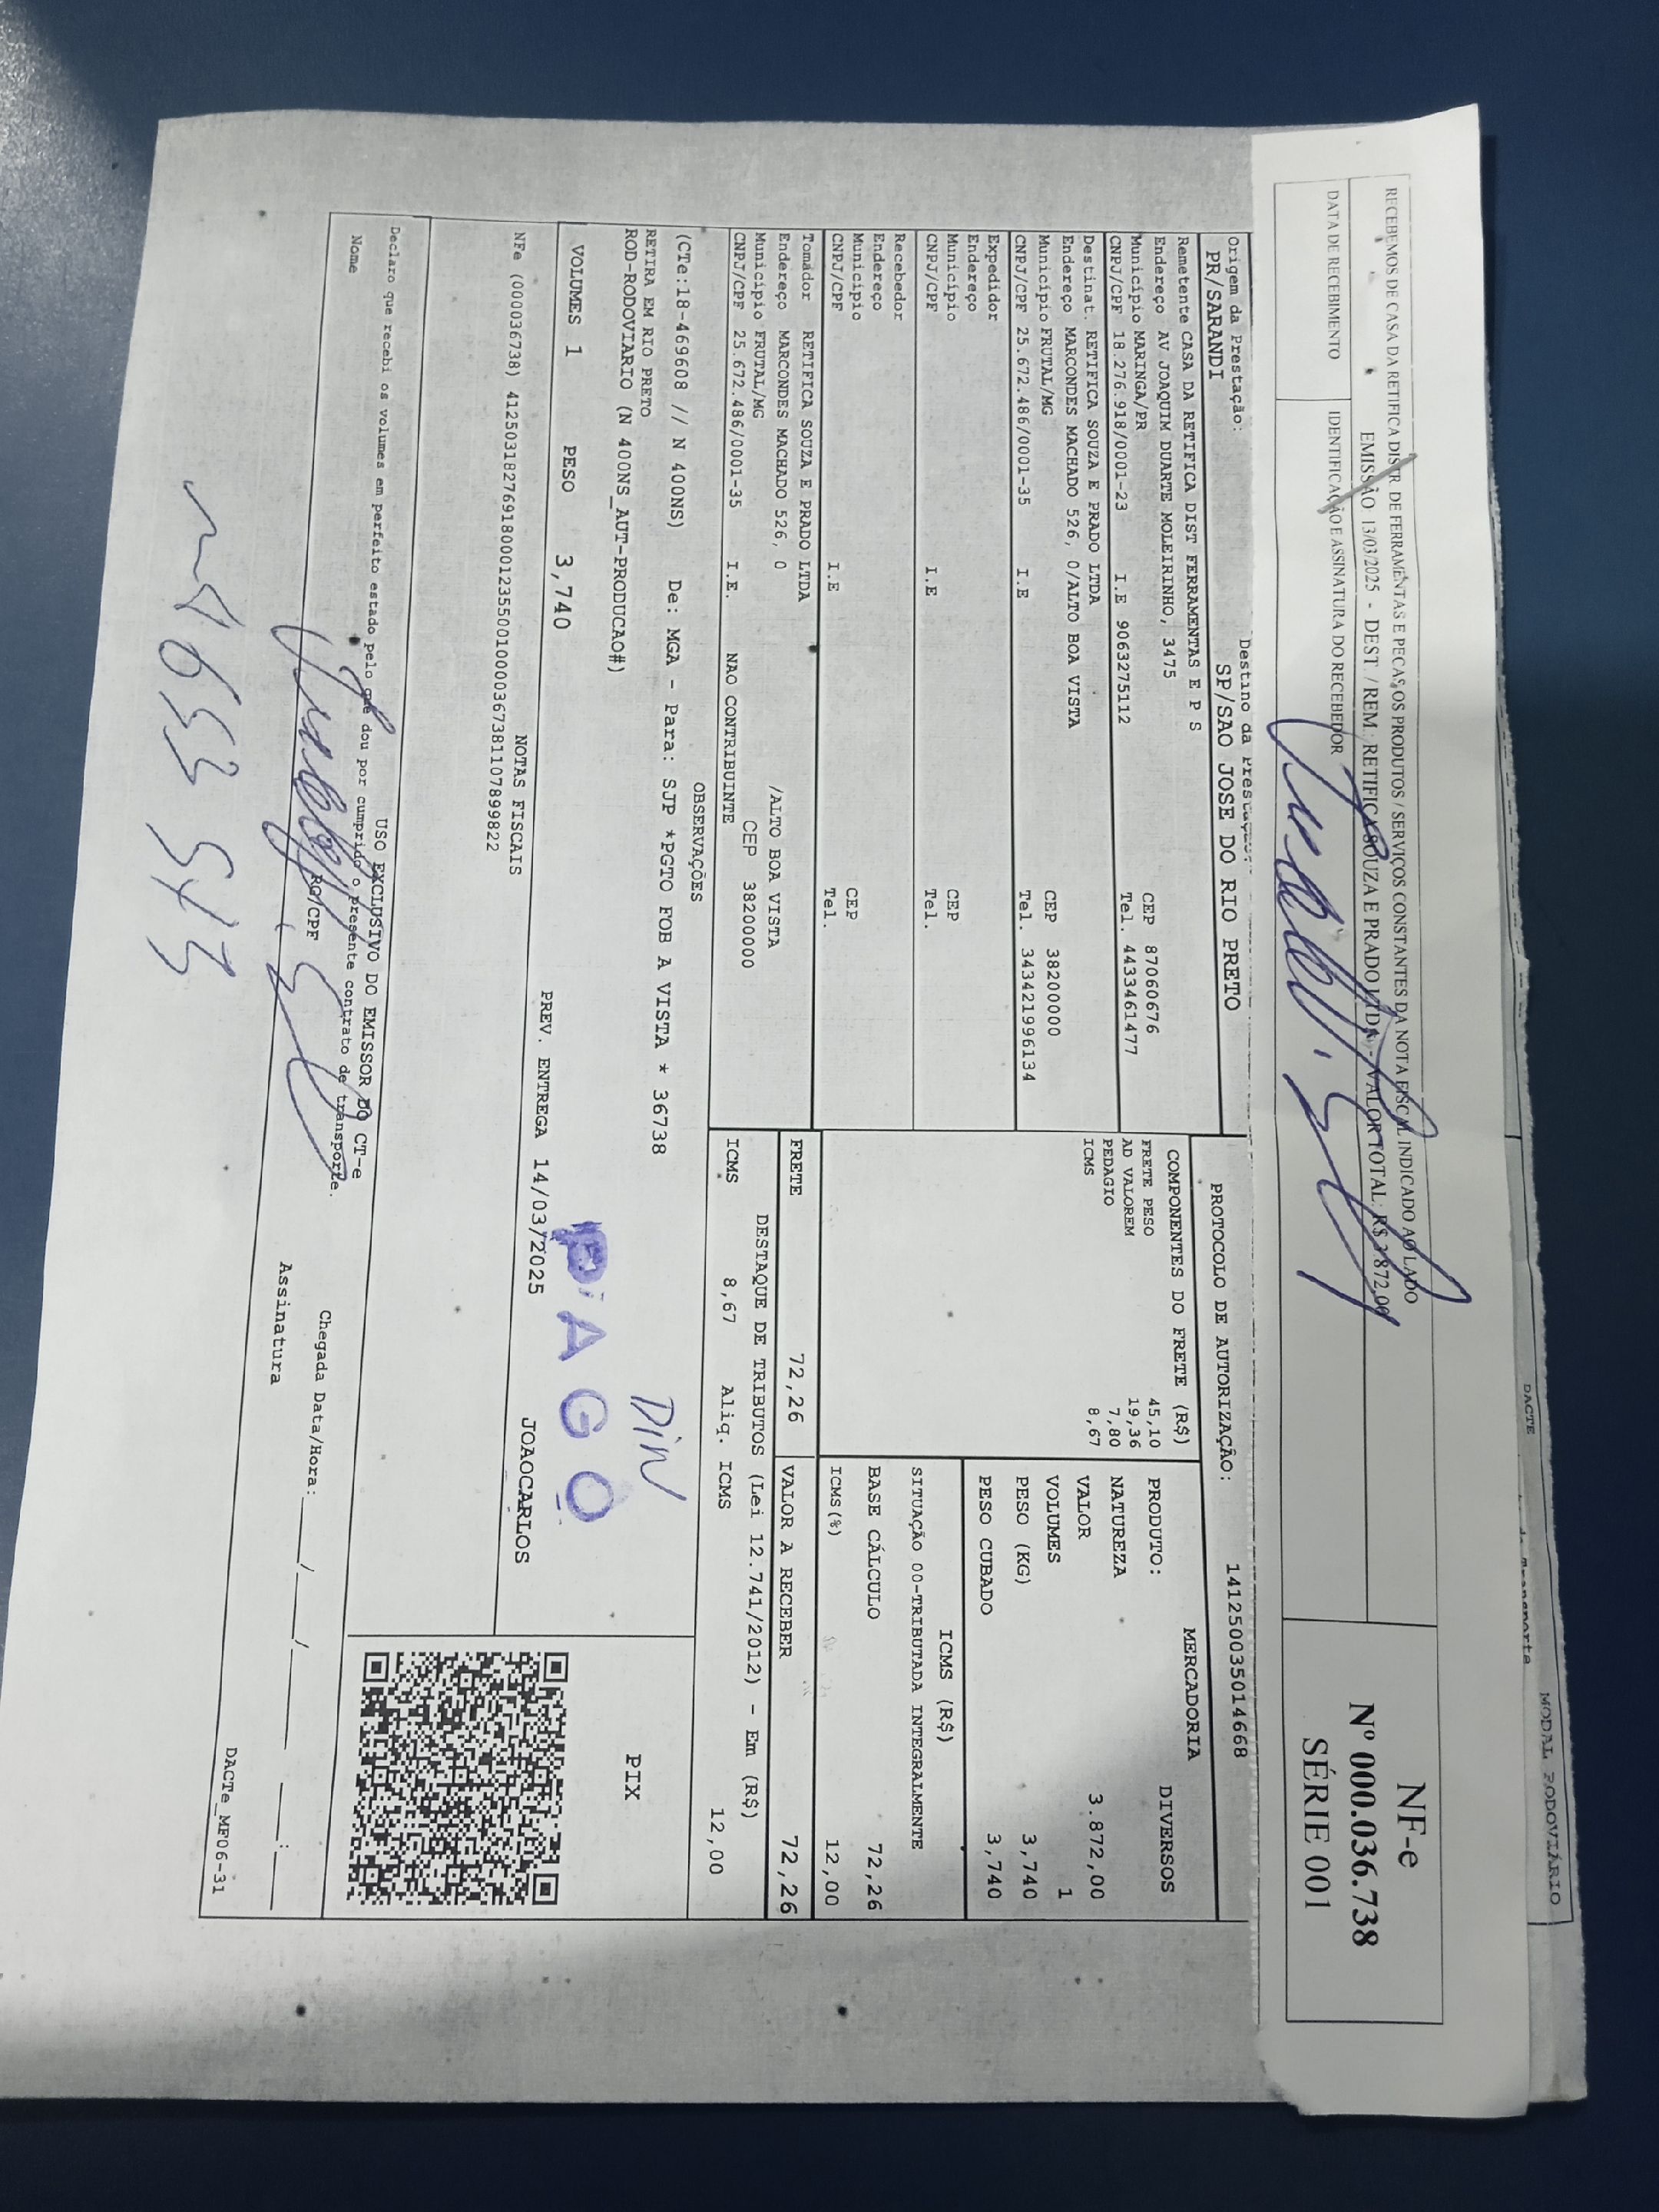 RECEBEMOS DE CASA DA RETIFICA DISTR DE FERRAMENTAS E PECAS OS PRODUTOS / SERVIÇOS CONSTANTES DA NOTA FISCAL INDICADO AO LADO
EMISSÃO 13/03/2025 - DEST. / REM.: RETIFICA SOUZA E PRADO LTDA - VALOR TOTAL: R$ 3.872,00
DATA DE RECEBIMENTO
IDENTIFICAÇÃO E ASSINATURA DO RECEBEDOR
NF-e
Nº 000.036.738
SÉRIE 001
DACTE
MODAL RODOVIÁRIO
Origem da Prestação:
PR/SARANDI
Destino da Prestação:
SP/SAO JOSE DO RIO PRETO
PROTOCOLO DE AUTORIZAÇÃO:
141250035014668
Remetente CASA DA RETIFICA DIST FERRAMENTAS E P S
Endereço AV JOAQUIM DUARTE MOLEIRINHO, 3475
Município MARINGA/PR CEP 87060676
CNPJ/CPF 18.276.918/0001-23 I.E 9063275112 Tel. 443346​1477
Destinat. RETIFICA SOUZA E PRADO LTDA
Endereço MARCONDES MACHADO 526, 0/ALTO BOA VISTA
Município FRUTAL/MG CEP 38200000
CNPJ/CPF 25.672.486/0001-35 I.E Tel. 343421996134
Expedidor
Endereço
Município CEP
CNPJ/CPF I.E Tel.
Recebedor
Endereço
Município CEP
CNPJ/CPF I.E Tel.
Tomador RETIFICA SOUZA E PRADO LTDA
Endereço MARCONDES MACHADO 526, 0 /ALTO BOA VISTA
Município FRUTAL/MG CEP 38200000
CNPJ/CPF 25.672.486/0001-35 I.E. NAO CONTRIBUINTE
COMPONENTES DO FRETE (R$)
FRETE PESO 45,10
AD VALOREM 19,36
PEDAGIO 7,80
ICMS 8,67
MERCADORIA
PRODUTO: DIVERSOS
NATUREZA
VALOR 3.872,00
VOLUMES 1
PESO (KG) 3,740
PESO CUBADO 3,740
ICMS (R$)
SITUAÇÃO 00-TRIBUTADA INTEGRALMENTE
BASE CÁLCULO 72,26
ICMS(%) 12,00
FRETE 72,26
VALOR A RECEBER 72,26
DESTAQUE DE TRIBUTOS (Lei 12.741/2012) - Em (R$)
ICMS 8,67 Aliq. ICMS 12,00
OBSERVAÇÕES
(CTe:18-469608 // N 400NS) De: MGA - Para: SJP *PGTO FOB A VISTA * 36738
RETIRA EM RIO PRETO
ROD-RODOVIARIO (N 400NS_AUT-PRODUCAO#)
Din
PAGO
PIX
VOLUMES 1 PESO 3,740
PREV. ENTREGA 14/03/2025
JOAOCARLOS
NOTAS FISCAIS
NFe (000036738) 41250318276918000123550010000367381107899822
USO EXCLUSIVO DO EMISSOR DO CT-e
Declaro que recebi os volumes em perfeito estado pelo que dou por cumprido o presente contrato de transporte.
Nome
RG/CPF
Chegada Data/Hora: ____/____/____ ____:____
Assinatura
DACTe_MF06-31